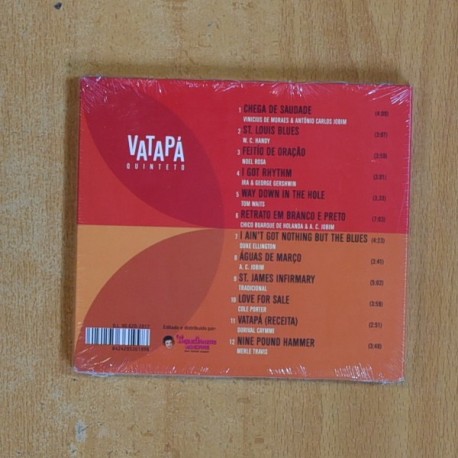 VATAPÁ
QUINTETO
1 CHEGA DE SAUDADE
VINICIUS DE MORAES & ANTÔNIO CARLOS JOBIM
2 ST. LOUIS BLUES
W. C. HANDY
3 FEITIO DE ORAÇÃO
NOEL ROSA
4 I GOT RHYTHM
IRA & GEORGE GERSHWIN
5 WAY DOWN IN THE HOLE
TOM WAITS
6 RETRATO EM BRANCO E PRETO
CHICO BUARQUE DE HOLANDA & A. C. JOBIM
7 I AIN'T GOT NOTHING BUT THE BLUES
DUKE ELLINGTON
8 ÁGUAS DE MARÇO
A. C. JOBIM
9 ST. JAMES INFIRMARY
TRADICIONAL
10 LOVE FOR SALE
COLE PORTER
11 VATAPÁ (RECEITA)
DORIVAL CAYMMI
12 NINE POUND HAMMER
MERLE TRAVIS
Editado e distribuído por: